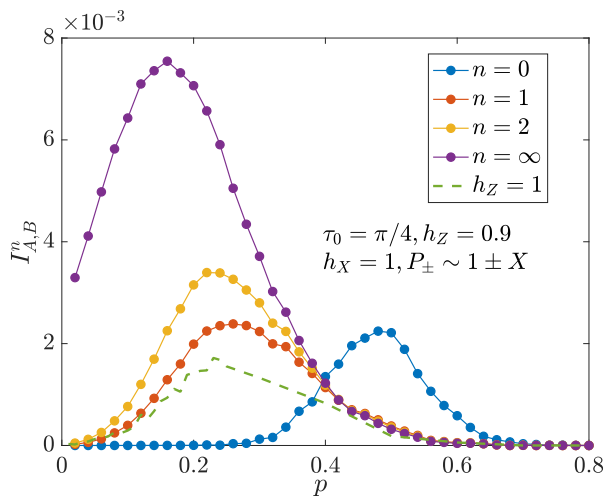 ×10⁻³
8
6
4
2
0
Iⁿ_{A,B}
n = 0
n = 1
n = 2
n = ∞
h_Z = 1
τ₀ = π/4, h_Z = 0.9
h_X = 1, P_± ∼ 1 ± X
0 0.2 0.4 0.6 0.8
p